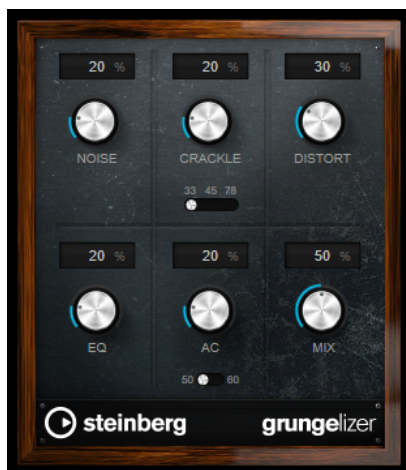 20 % 20 % 30 %
NOISE CRACKLE DISTORT
33 45 78
20 % 20 % 50 %
EQ AC MIX
50 60
steinberg grungelizer